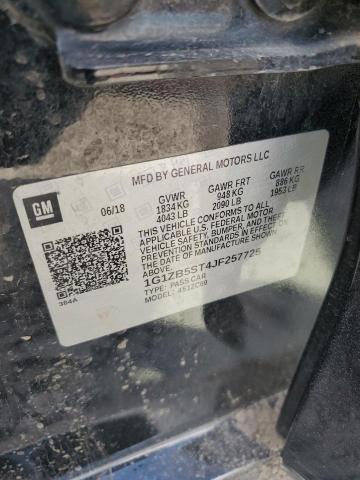 MFD BY GENERAL MOTORS LLC
GM
06/18
GVWR
1834 KG
4043 LB
GAWR FRT
948 KG
2090 LB
GAWR RR
886 KG
1953 LB
THIS VEHICLE CONFORMS TO ALL
APPLICABLE U.S. FEDERAL MOTOR
VEHICLE SAFETY, BUMPER, AND
THEFT PREVENTION STANDARDS
IN EFFECT ON THE DATE OF
MANUFACTURE SHOWN ABOVE.
1G1ZB5ST4JF257725
TYPE: PASS CAR
MODEL: 4512C69
384A